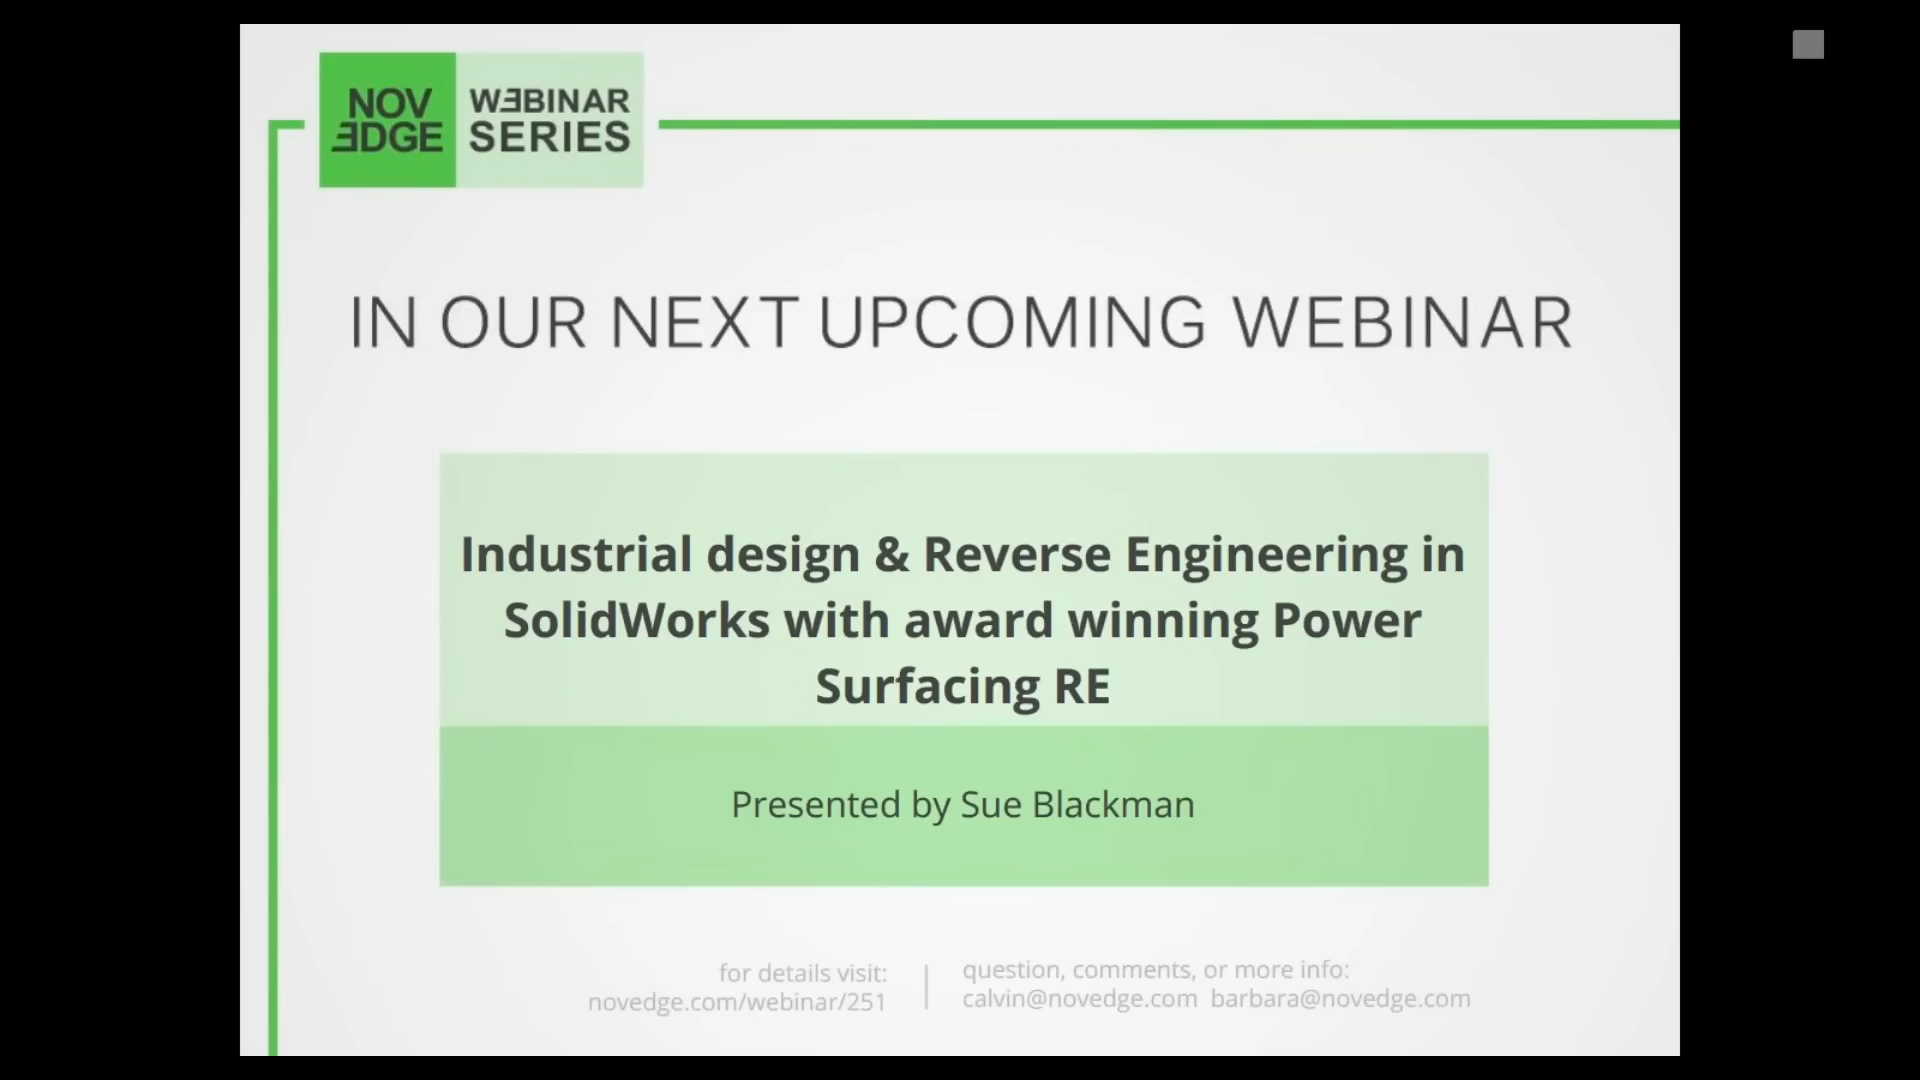 NOV
ƎDGE
WƎBINAR
SERIES
IN OUR NEXT UPCOMING WEBINAR
Industrial design & Reverse Engineering in
SolidWorks with award winning Power
Surfacing RE
Presented by Sue Blackman
for details visit:
novedge.com/webinar/251
question, comments, or more info:
calvin@novedge.com barbara@novedge.com